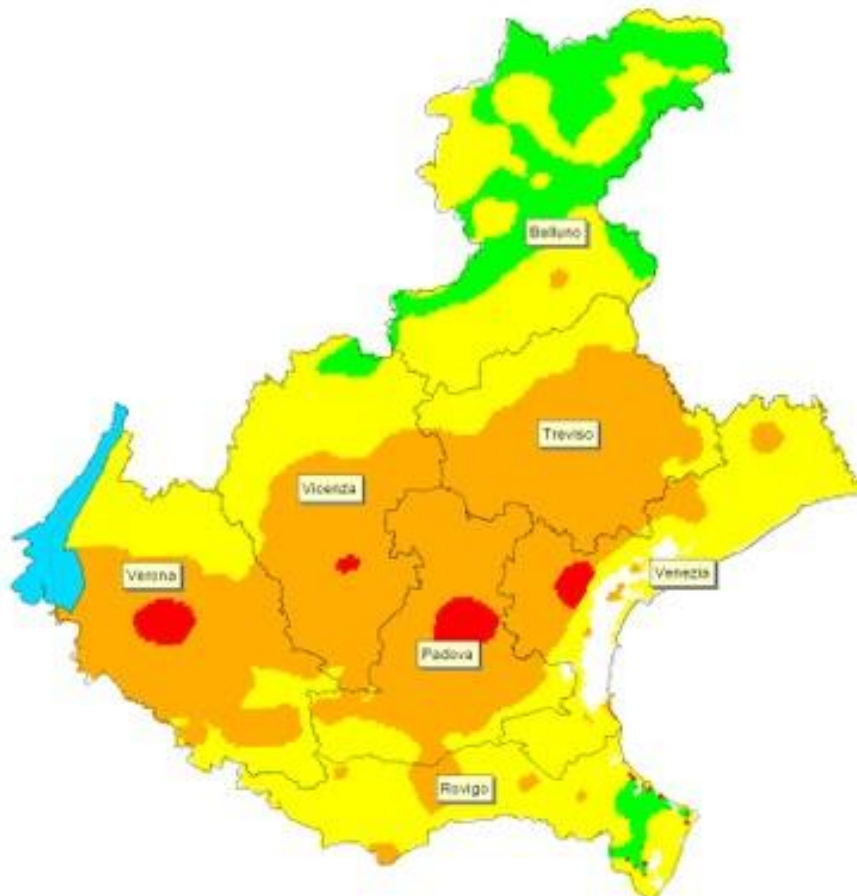 Belluno
Treviso
Vicenza
Verona
Venezia
Padova
Rovigo